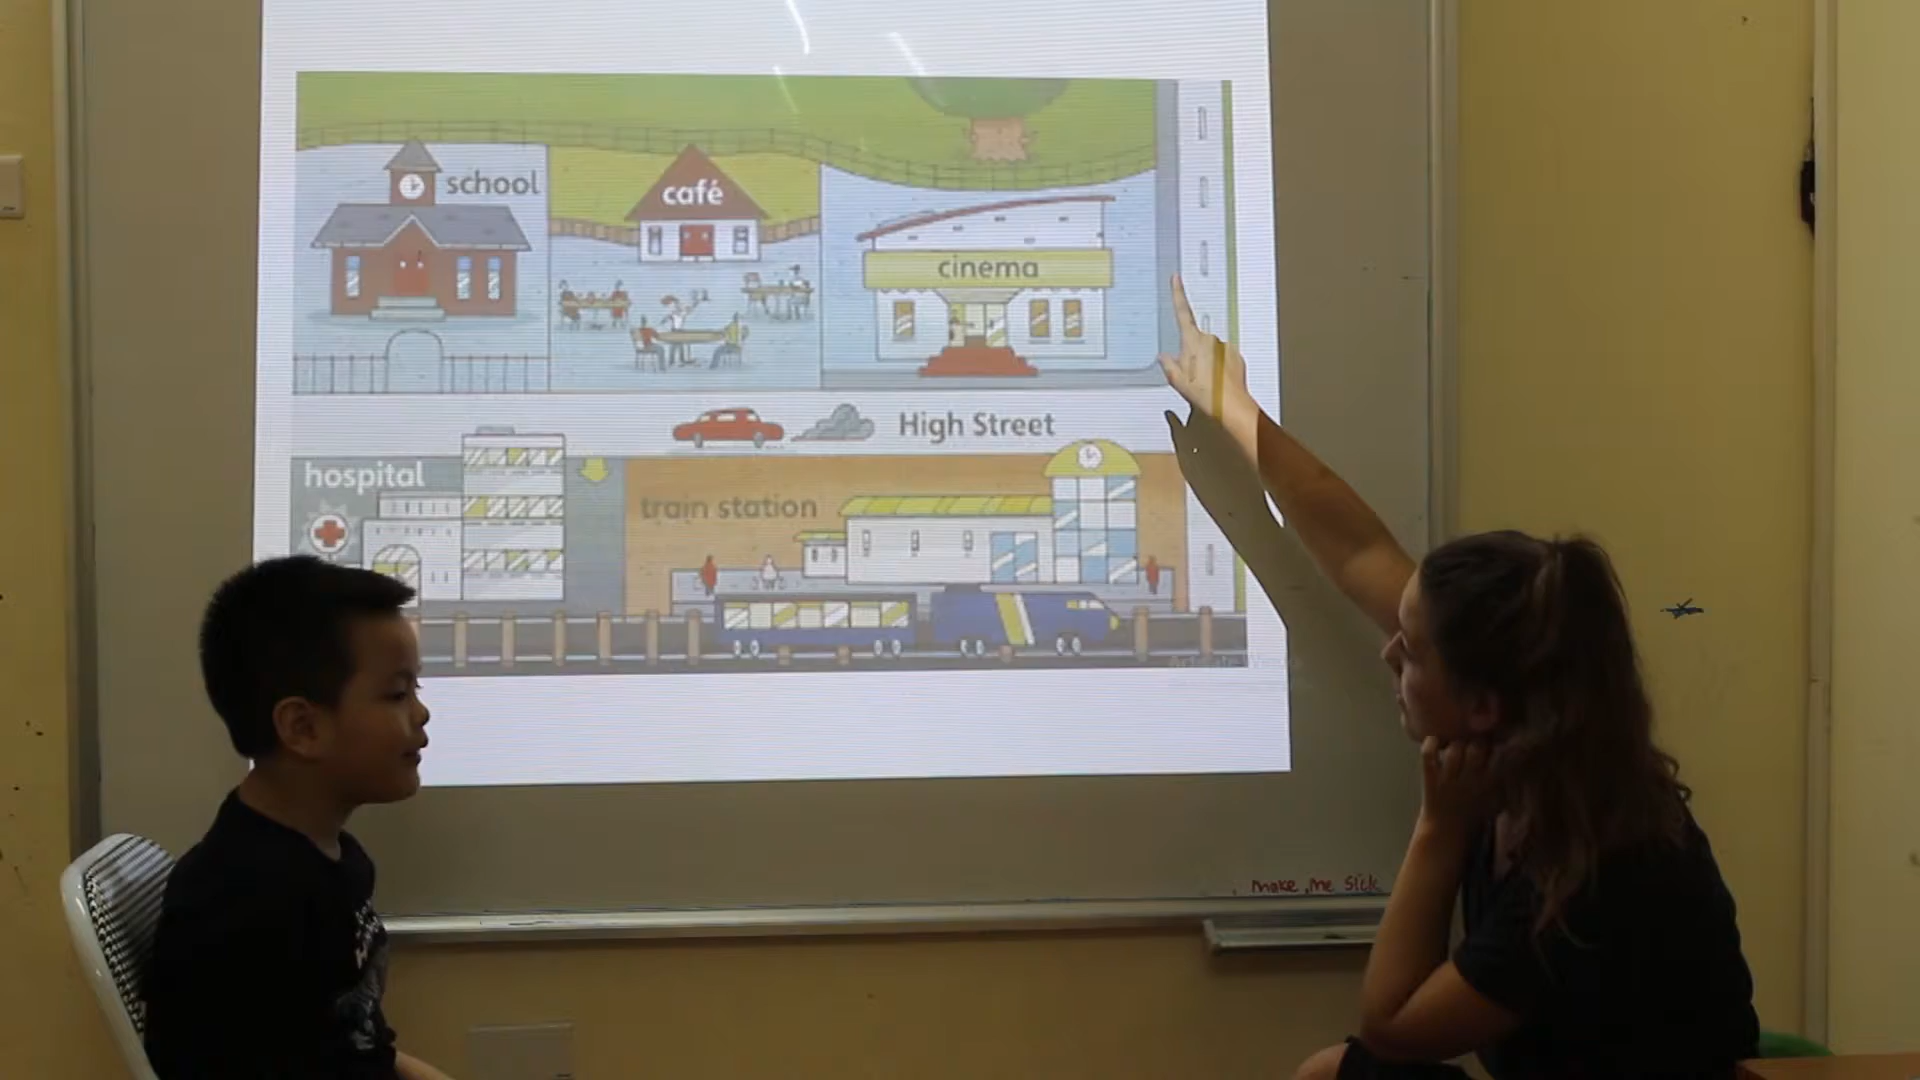 school
café
cinema
High Street
hospital
train station
make me sick